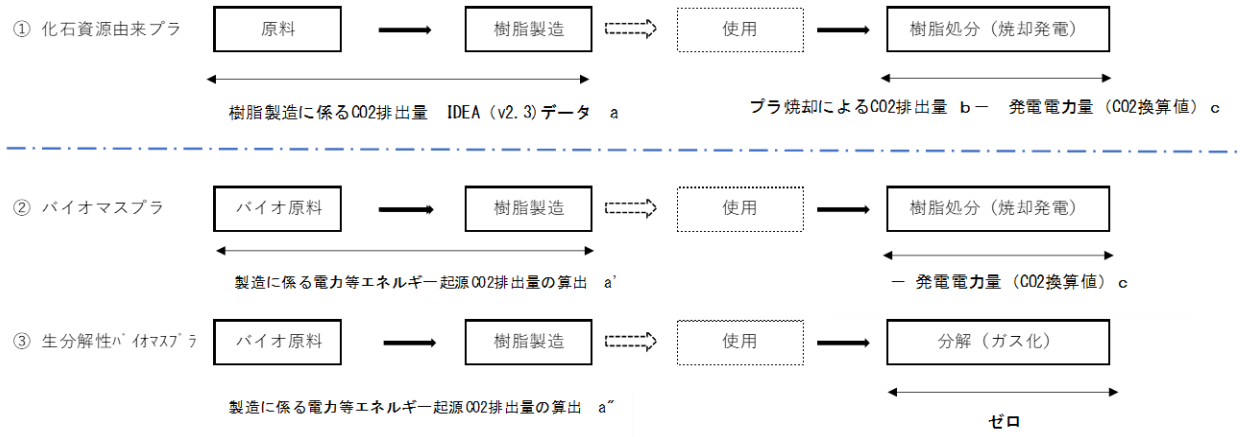 ① 化石資源由来プラ 原料 樹脂製造 使用 樹脂処分（焼却発電）
樹脂製造に係るCO2排出量 IDEA（v2.3)データ a プラ焼却によるCO2排出量 b－ 発電電力量（CO2換算値）c
② バイオマスプラ バイオ原料 樹脂製造 使用 樹脂処分（焼却発電）
製造に係る電力等エネルギー起源CO2排出量の算出 a' － 発電電力量（CO2換算値）c
③ 生分解性ﾊﾞｲｵﾏｽﾌﾟﾗ バイオ原料 樹脂製造 使用 分解（ガス化）
製造に係る電力等エネルギー起源CO2排出量の算出 a” ゼロ